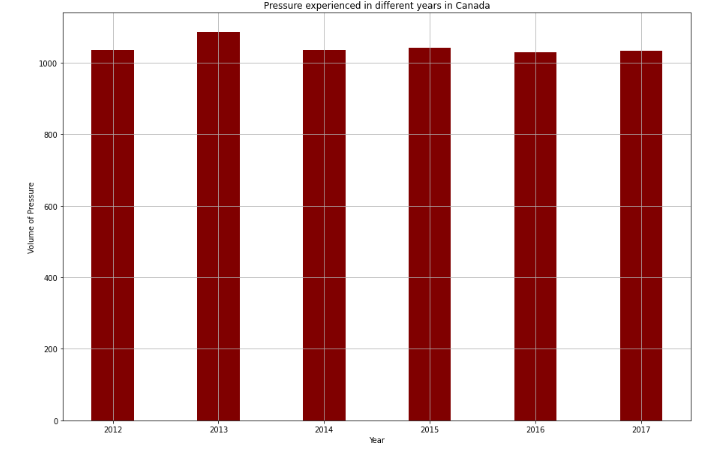 Pressure experienced in different years in Canada
1000
800
600
400
200
0
Volume of Pressure
2012 2013 2014 2015 2016 2017
Year